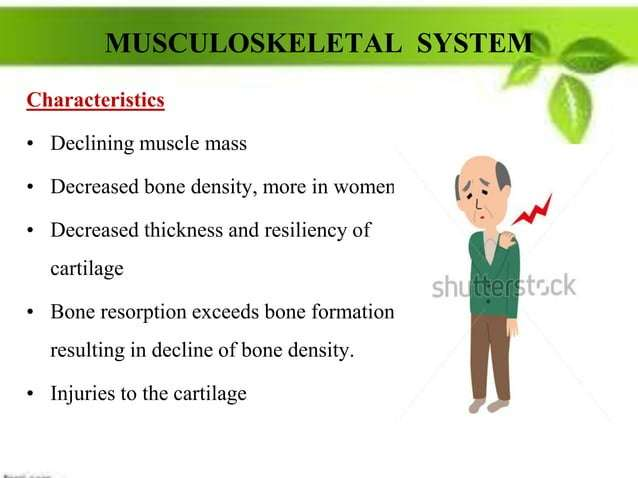 MUSCULOSKELETAL SYSTEM
Characteristics
• Declining muscle mass
• Decreased bone density, more in women
• Decreased thickness and resiliency of
cartilage
shutterstock
• Bone resorption exceeds bone formation
resulting in decline of bone density.
• Injuries to the cartilage